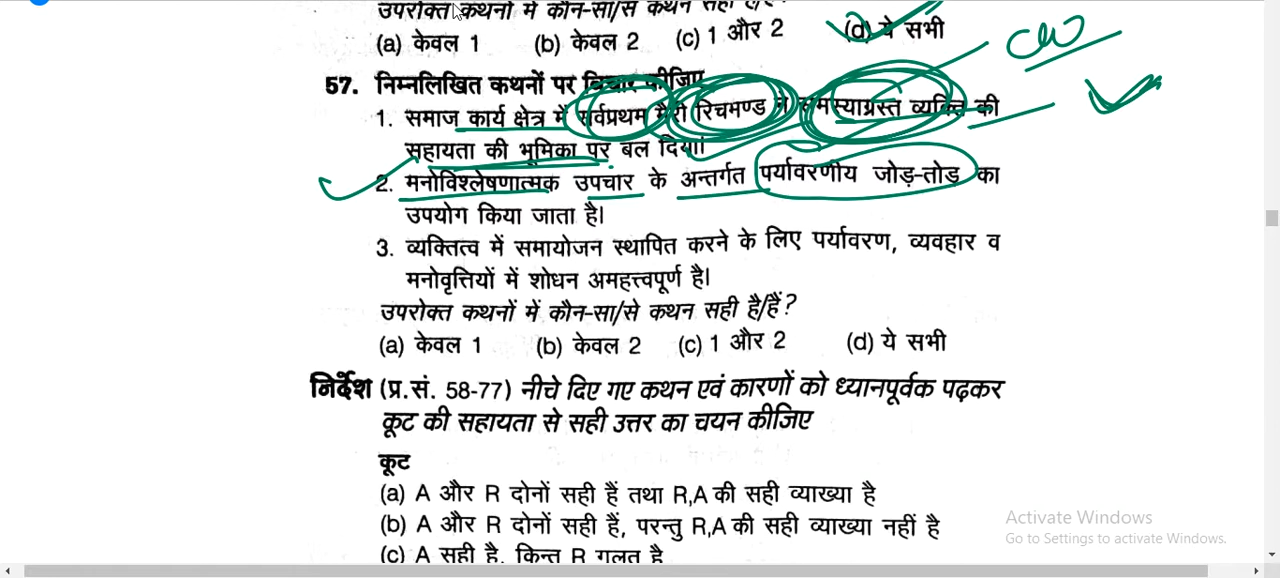 उपरोक्त कथनों में कौन-सा/से कथन सही
(a) केवल 1 (b) केवल 2 (c) 1 और 2 (d) ये सभी
57. निम्नलिखित कथनों पर विचार कीजिए
1. समाज कार्य क्षेत्र में सर्वप्रथम मैरी रिचमण्ड ने समस्याग्रस्त व्यक्ति की
सहायता की भूमिका पर बल दिया।
2. मनोविश्लेषणात्मक उपचार के अन्तर्गत पर्यावरणीय जोड़-तोड़ का
उपयोग किया जाता है।
3. व्यक्तित्व में समायोजन स्थापित करने के लिए पर्यावरण, व्यवहार व
मनोवृत्तियों में शोधन अमहत्त्वपूर्ण है।
उपरोक्त कथनों में कौन-सा/से कथन सही है/हैं?
(a) केवल 1 (b) केवल 2 (c) 1 और 2 (d) ये सभी
निर्देश (प्र.सं. 58-77) नीचे दिए गए कथन एवं कारणों को ध्यानपूर्वक पढ़कर
कूट की सहायता से सही उत्तर का चयन कीजिए
कूट
(a) A और R दोनों सही हैं तथा R,A की सही व्याख्या है
(b) A और R दोनों सही हैं, परन्तु R,A की सही व्याख्या नहीं है
(c) A सही है, किन्तु R गलत है
Activate Windows
Go to Settings to activate Windows.